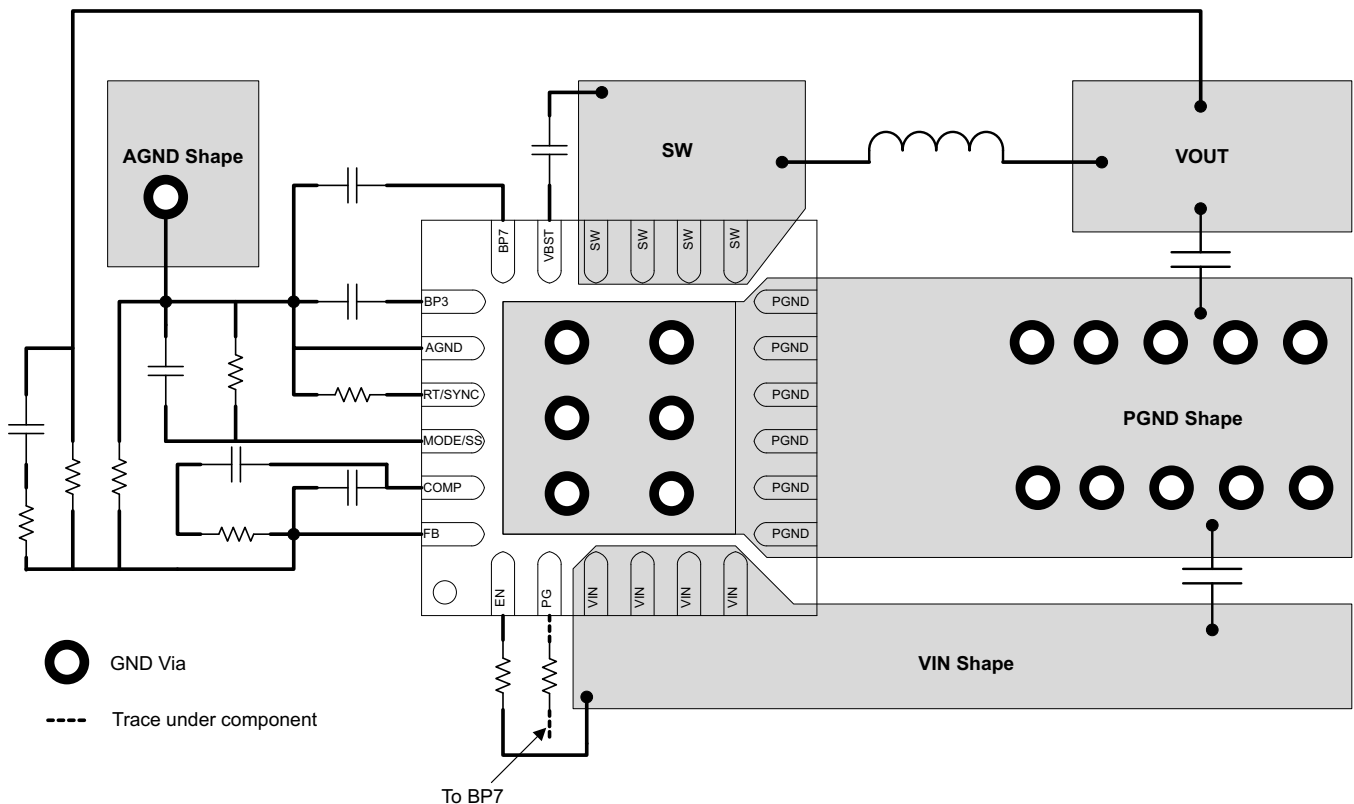 AGND Shape
SW
VOUT
BP7
VBST
SW
SW
SW
SW
BP3
AGND
RT/SYNC
MODE/SS
COMP
FB
PGND
PGND
PGND
PGND
PGND
PGND
PGND Shape
EN
PG
VIN
VIN
VIN
VIN
VIN Shape
GND Via
Trace under component
To BP7